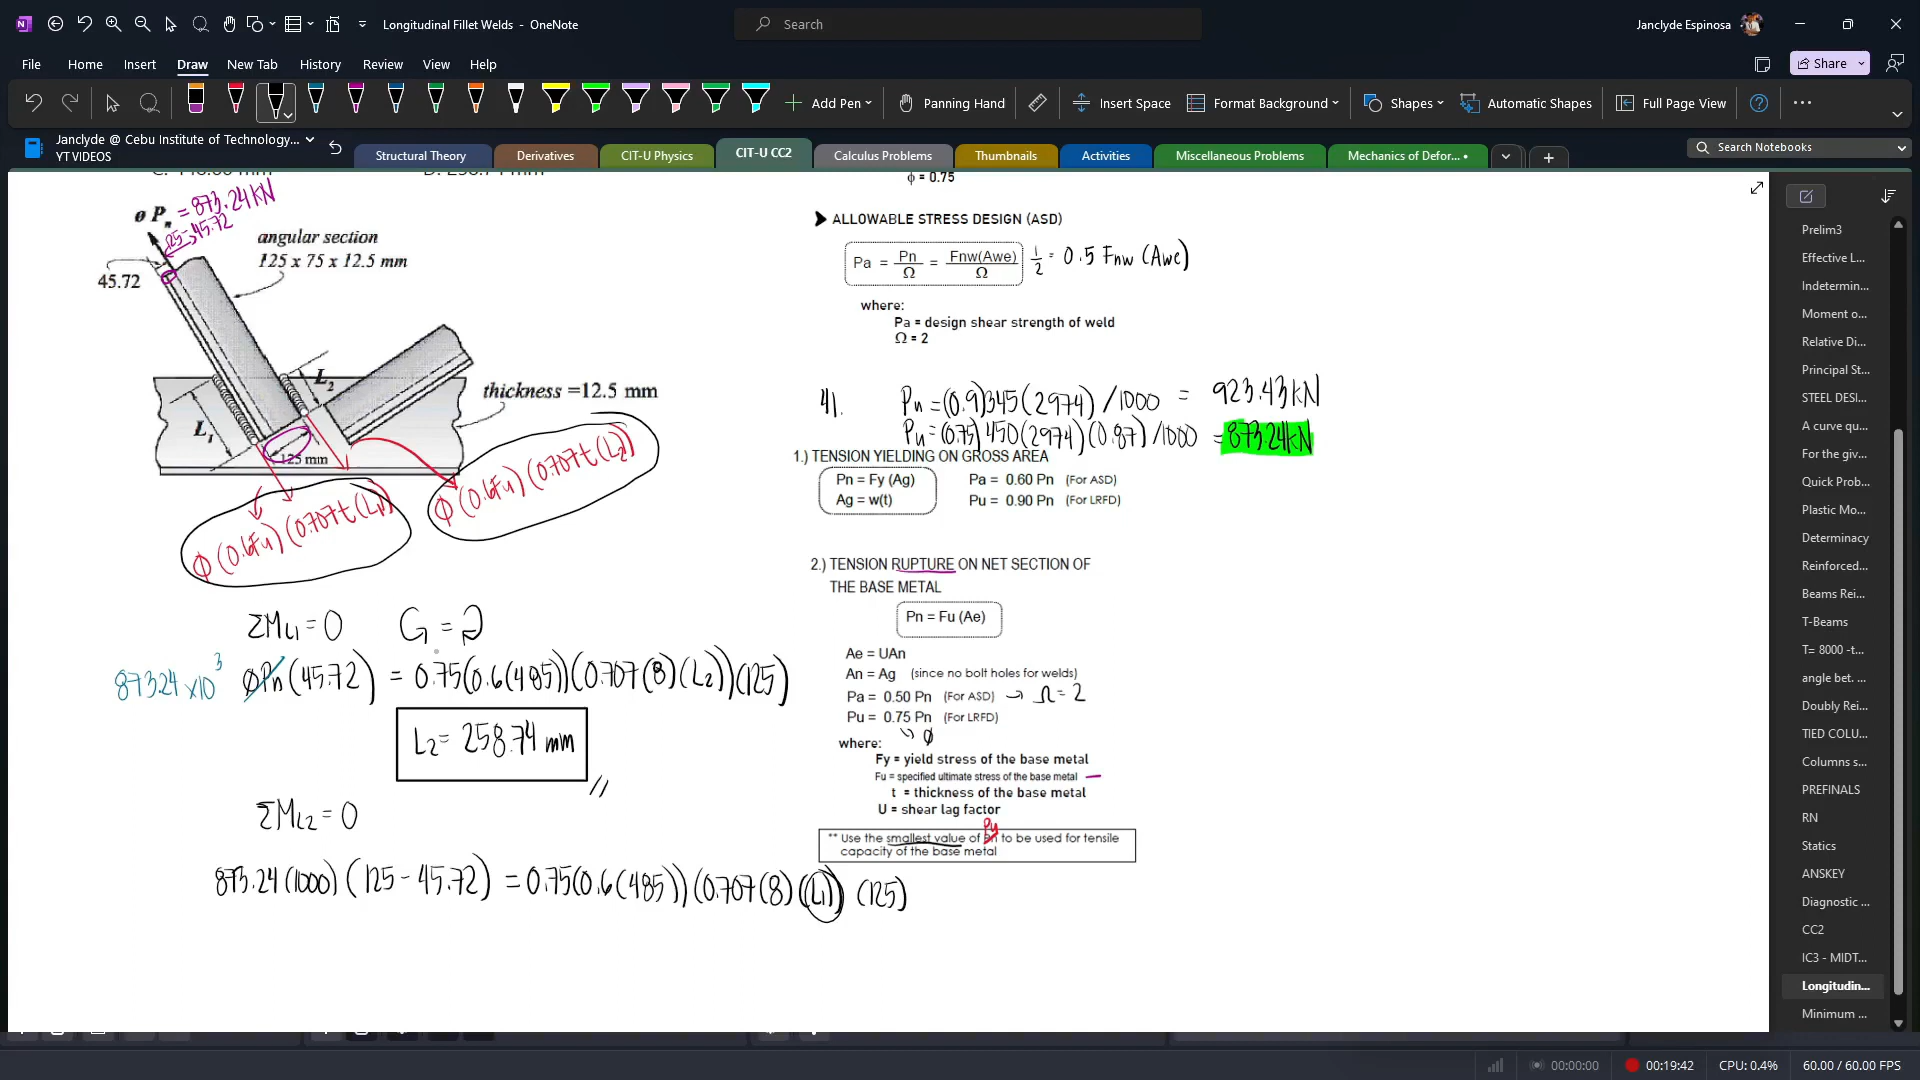 Longitudinal Fillet Welds - OneNote
Search
Janclyde Espinosa
File Home Insert Draw New Tab History Review View Help
Share
Add Pen Panning Hand Insert Space Format Background Shapes Automatic Shapes Full Page View
Janclyde @ Cebu Institute of Technology...
YT VIDEOS
Structural Theory Derivatives CIT-U Physics CIT-U CC2 Calculus Problems Thumbnails Activities Miscellaneous Problems Mechanics of Defor...
Search Notebooks
ϕ = 0.75
ø Pn = 873.24 kN
125-45.72
45.72
angular section
125 x 75 x 12.5 mm
L2
thickness =12.5 mm
L1
125 mm
ϕ (0.6Fu) (0.707t(L1))
ϕ (0.6Fu) (0.707t(L2))
ΣM L1 = 0
873.24 x10³ ϕPn (45.72) = 0.75(0.6(485))(0.707(8)(L2))(125)
L2 = 258.74 mm
ΣM L2 = 0
873.24 (1000) (125 - 45.72) = 0.75(0.6(485)) (0.707(8) (L1)) (125)
ALLOWABLE STRESS DESIGN (ASD)
Pa = Pn/Ω = Fnw(Awe)/Ω
1/2 = 0.5 Fnw (Awe)
where:
Pa = design shear strength of weld
Ω = 2
41. Pn = (0.9)345(2974)/1000 = 923.43kN
Pu = (0.75)450(2974)(0.87)/1000 = 873.24kN
1.) TENSION YIELDING ON GROSS AREA
Pn = Fy (Ag) Pa = 0.60 Pn (For ASD)
Ag = w(t) Pu = 0.90 Pn (For LRFD)
2.) TENSION RUPTURE ON NET SECTION OF
THE BASE METAL
Pn = Fu (Ae)
Ae = UAn
An = Ag (since no bolt holes for welds)
Pa = 0.50 Pn (For ASD) → Ω = 2
Pu = 0.75 Pn (For LRFD)
ϕ
where:
Fy = yield stress of the base metal
Fu = specified ultimate stress of the base metal
t = thickness of the base metal
U = shear lag factor
Pu
** Use the smallest value of Pn to be used for tensile
capacity of the base metal
Prelim3
Effective L...
Indetermin...
Moment o...
Relative Di...
Principal St...
STEEL DESI...
A curve qu...
For the giv...
Quick Prob...
Plastic Mo...
Determinacy
Reinforced...
Beams Rei...
T-Beams
T= 8000 -t...
angle bet. ...
Doubly Rei...
TIED COLU...
Columns s...
PREFINALS
RN
Statics
ANSKEY
Diagnostic ...
CC2
IC3 - MIDT...
Longitudin...
Minimum ...
00:00:00 00:19:42 CPU: 0.4% 60.00 / 60.00 FPS